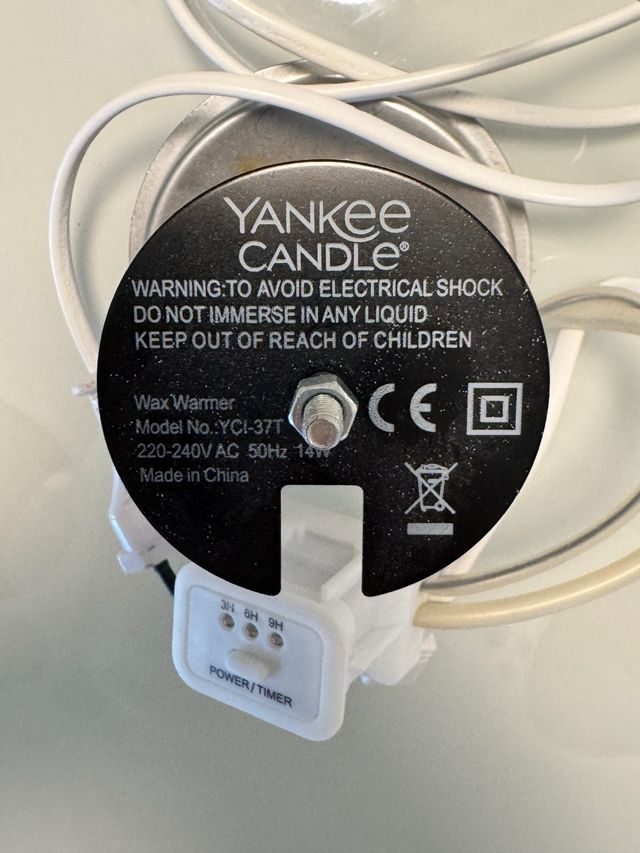 YANKEE
CANDLE®
WARNING:TO AVOID ELECTRICAL SHOCK
DO NOT IMMERSE IN ANY LIQUID
KEEP OUT OF REACH OF CHILDREN
Wax Warmer
Model No. YCI-37T
220-240V AC 50Hz 14W
Made in China
CE
3H 6H 9H
POWER/TIMER